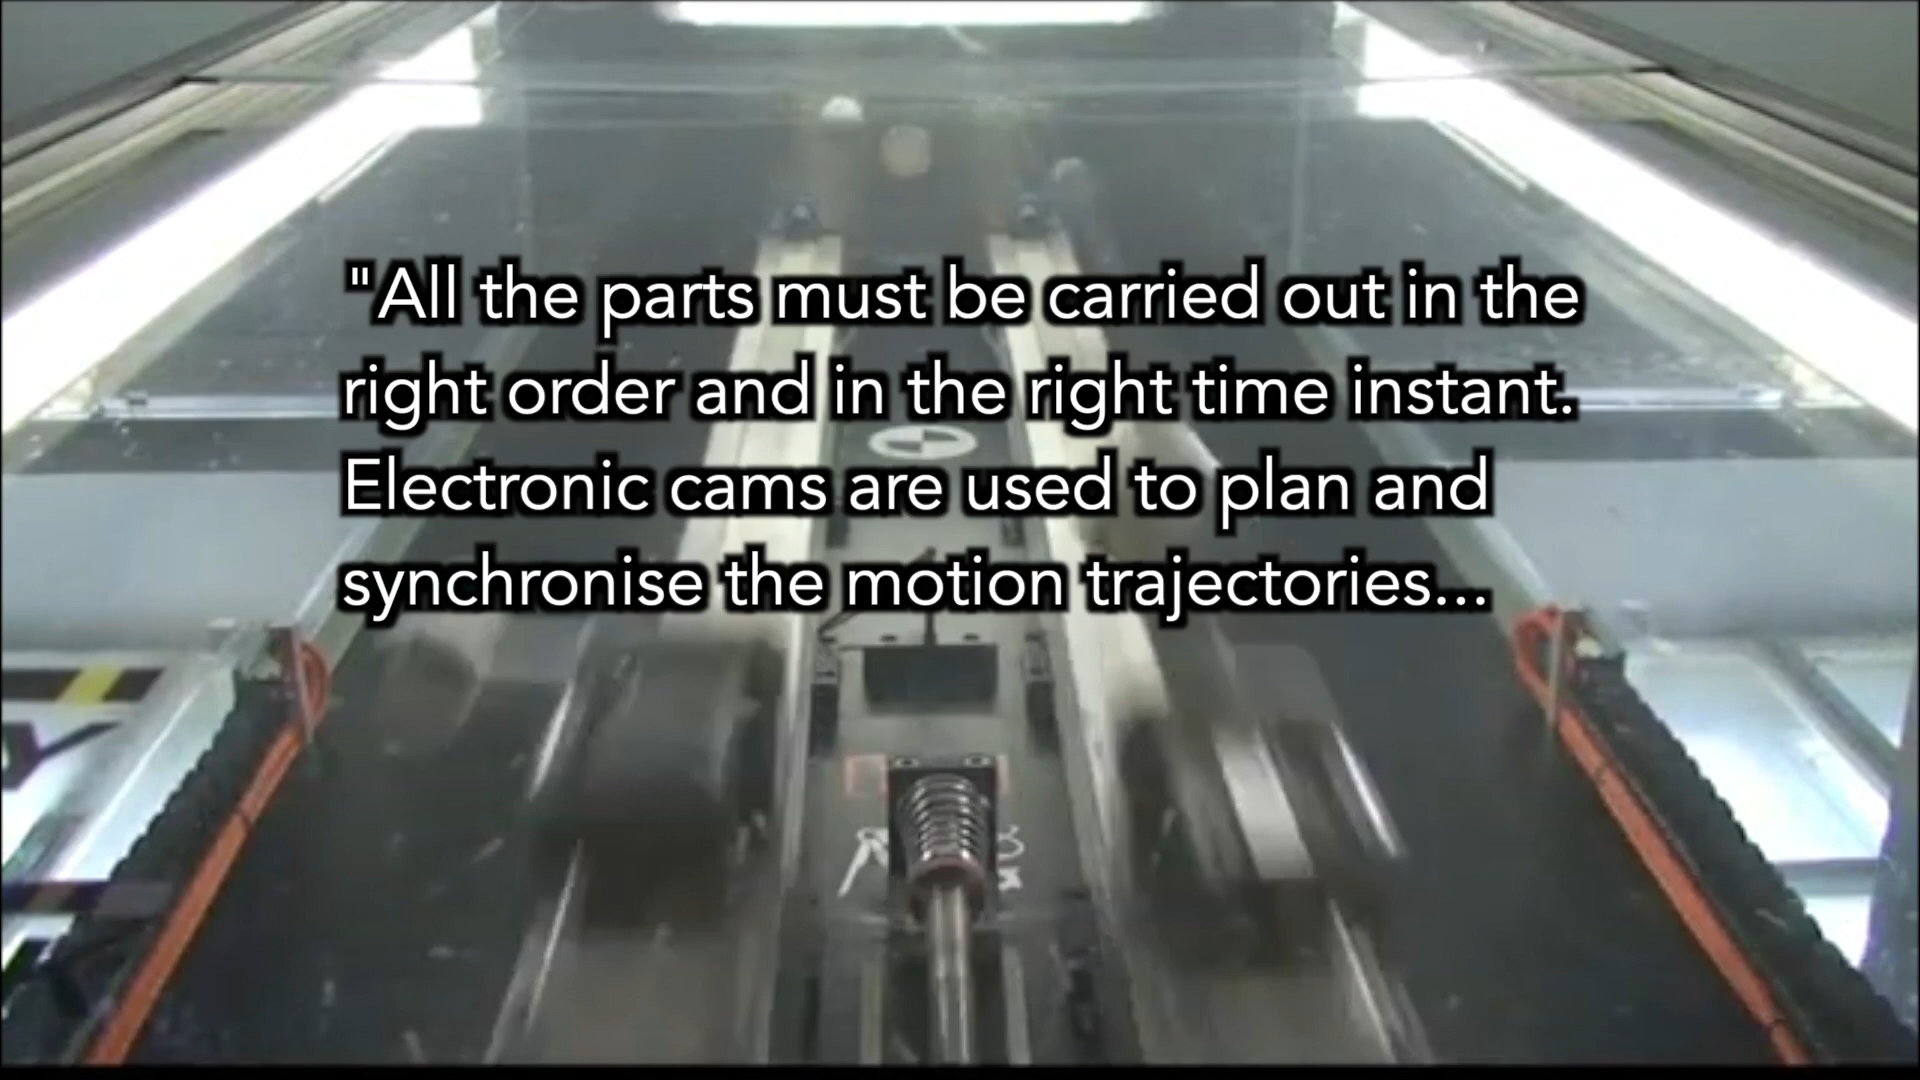 "All the parts must be carried out in the
right order and in the right time instant.
Electronic cams are used to plan and
synchronise the motion trajectories...